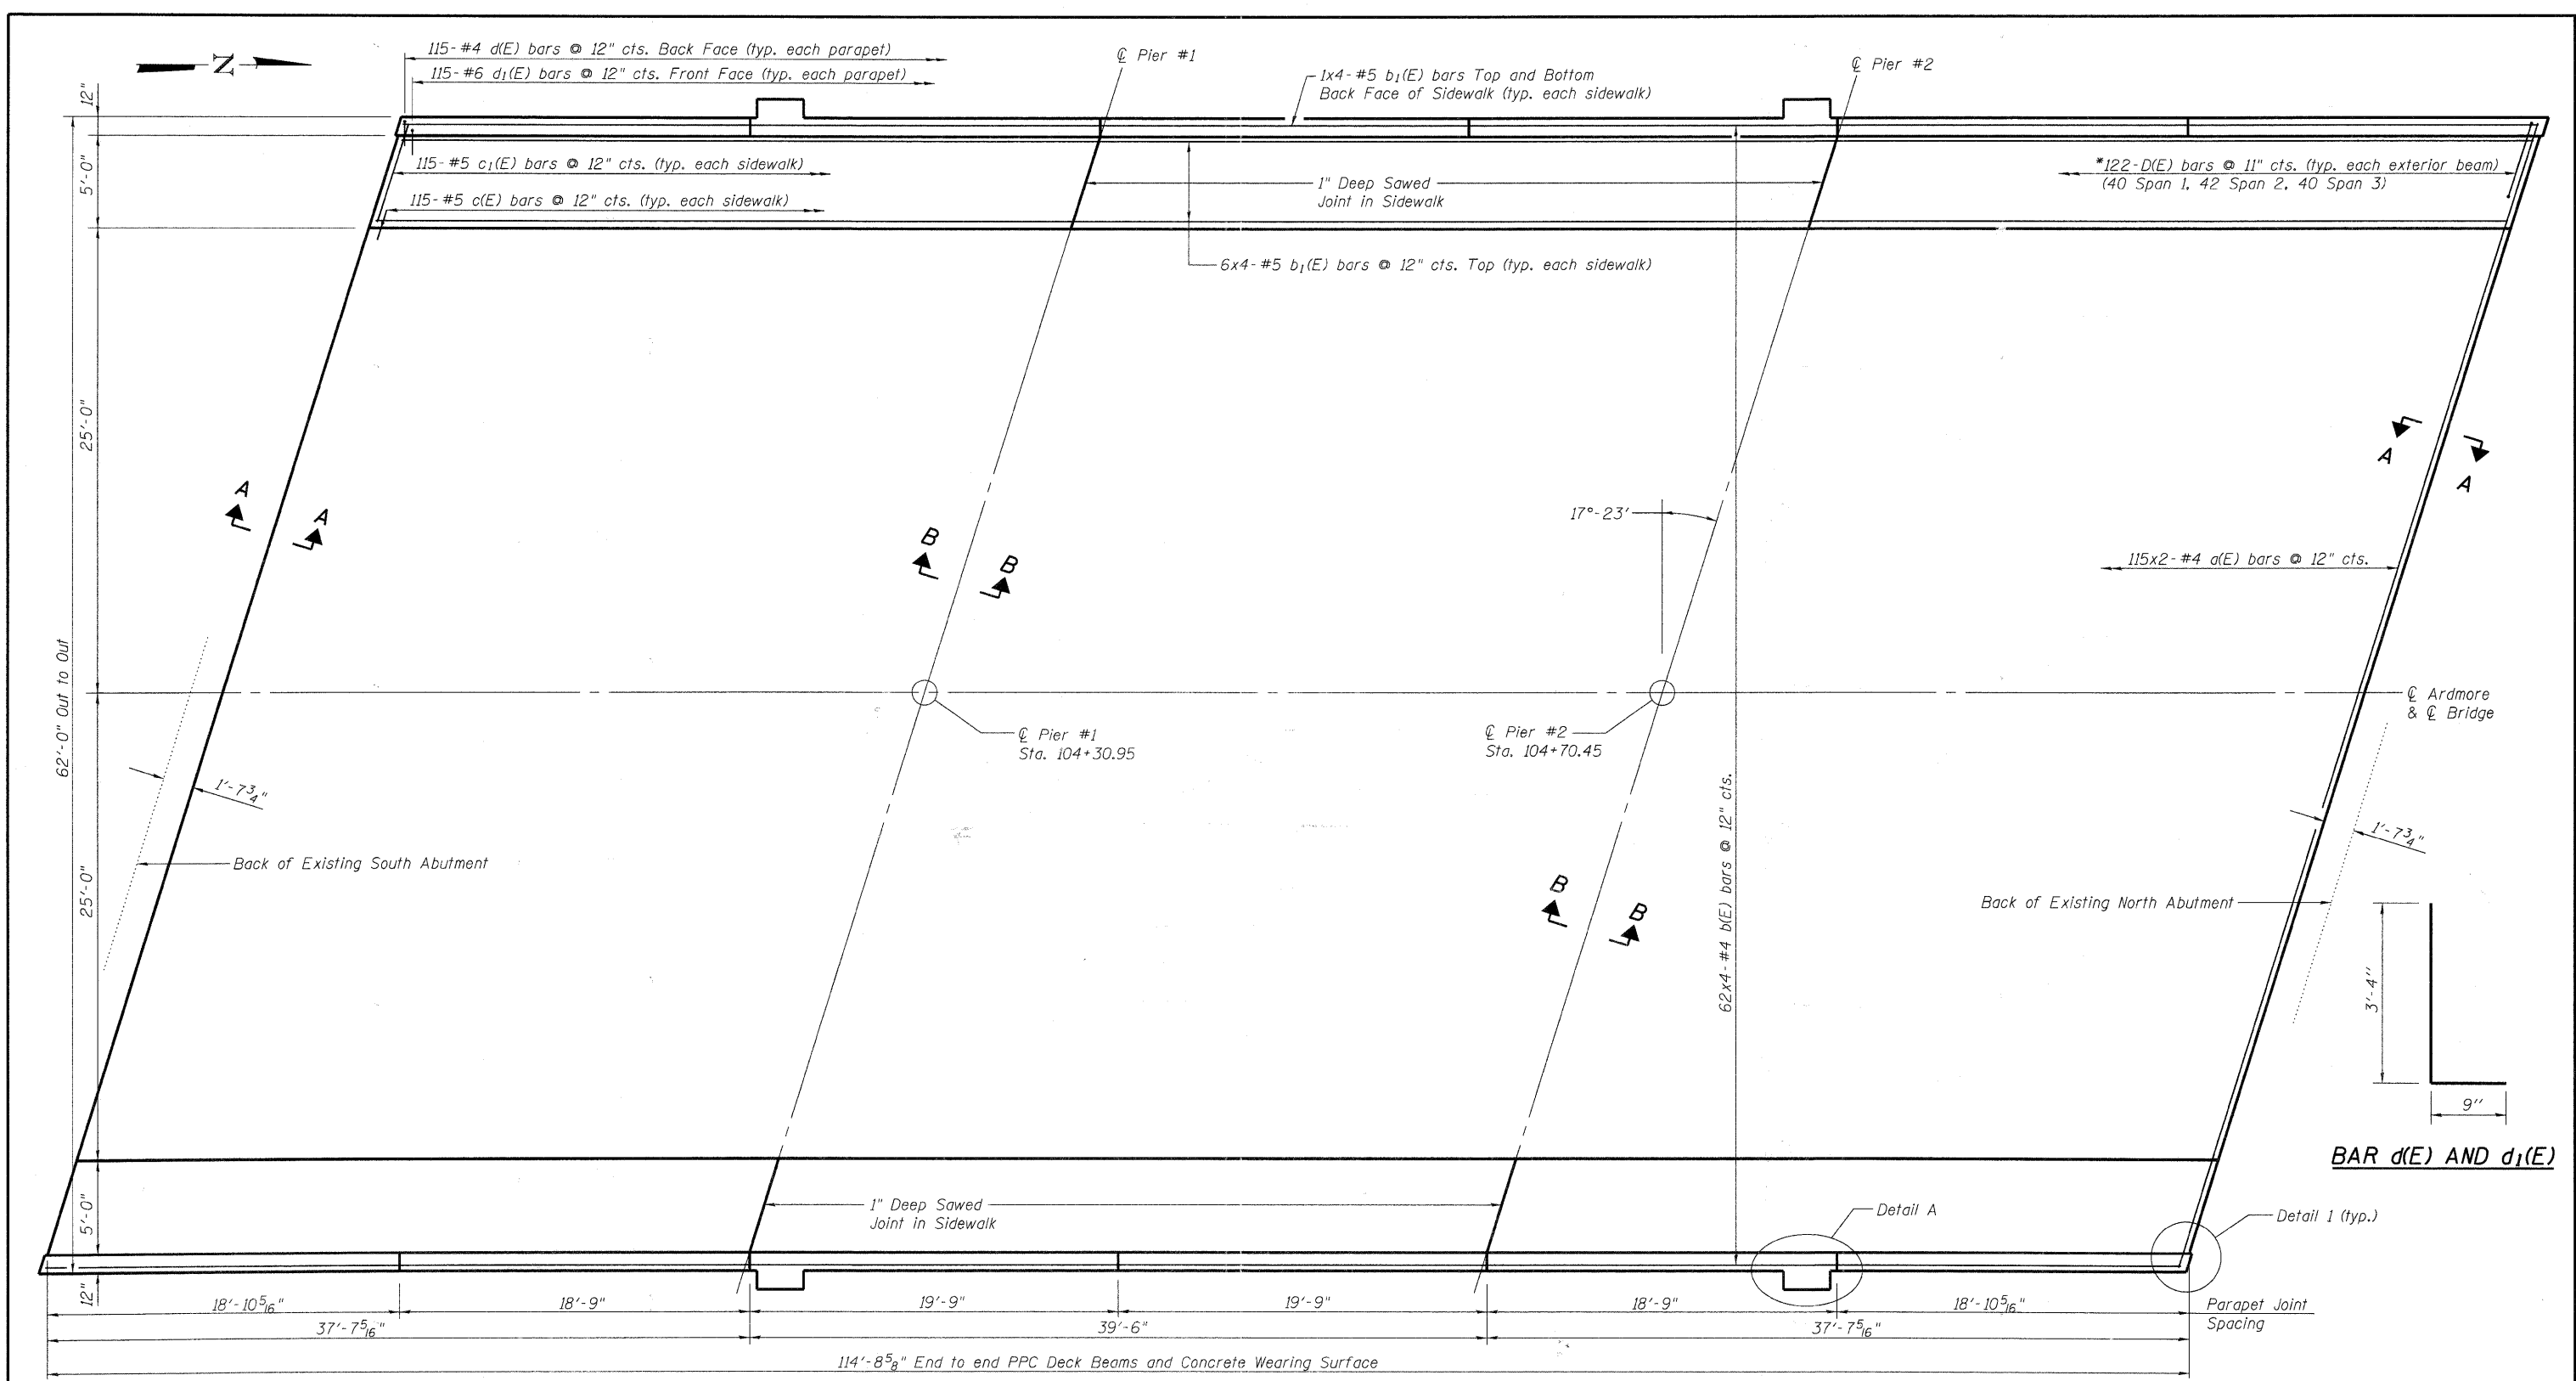 N
115-#4 d(E) bars @ 12" cts. Back Face (typ. each parapet)
115-#6 d₁(E) bars @ 12" cts. Front Face (typ. each parapet)
℄ Pier #1
1x4-#5 b₁(E) bars Top and Bottom
Back Face of Sidewalk (typ. each sidewalk)
℄ Pier #2
12"
5'-0"
115-#5 c₁(E) bars @ 12" cts. (typ. each sidewalk)
115-#5 c(E) bars @ 12" cts. (typ. each sidewalk)
1" Deep Sawed
Joint in Sidewalk
*122-D(E) bars @ 11" cts. (typ. each exterior beam)
(40 Span 1, 42 Span 2, 40 Span 3)
6x4-#5 b₁(E) bars @ 12" cts. Top (typ. each sidewalk)
25'-0"
A
A
A
A
B
B
17°-23'
115x2-#4 a(E) bars @ 12" cts.
62'-0" Out to Out
℄ Ardmore
& ℄ Bridge
℄ Pier #1
Sta. 104+30.95
℄ Pier #2
Sta. 104+70.45
62x4-#4 b(E) bars @ 12" cts.
1'-7¾"
1'-7¾"
Back of Existing South Abutment
25'-0"
B
B
Back of Existing North Abutment
3'-4"
9"
BAR d(E) AND d₁(E)
5'-0"
1" Deep Sawed
Joint in Sidewalk
Detail A
Detail 1 (typ.)
12"
18'-10⁵⁄₁₆"
18'-9"
19'-9"
19'-9"
18'-9"
18'-10⁵⁄₁₆"
Parapet Joint
Spacing
37'-7⁵⁄₁₆"
39'-6"
37'-7⁵⁄₁₆"
114'-8⅝" End to end PPC Deck Beams and Concrete Wearing Surface